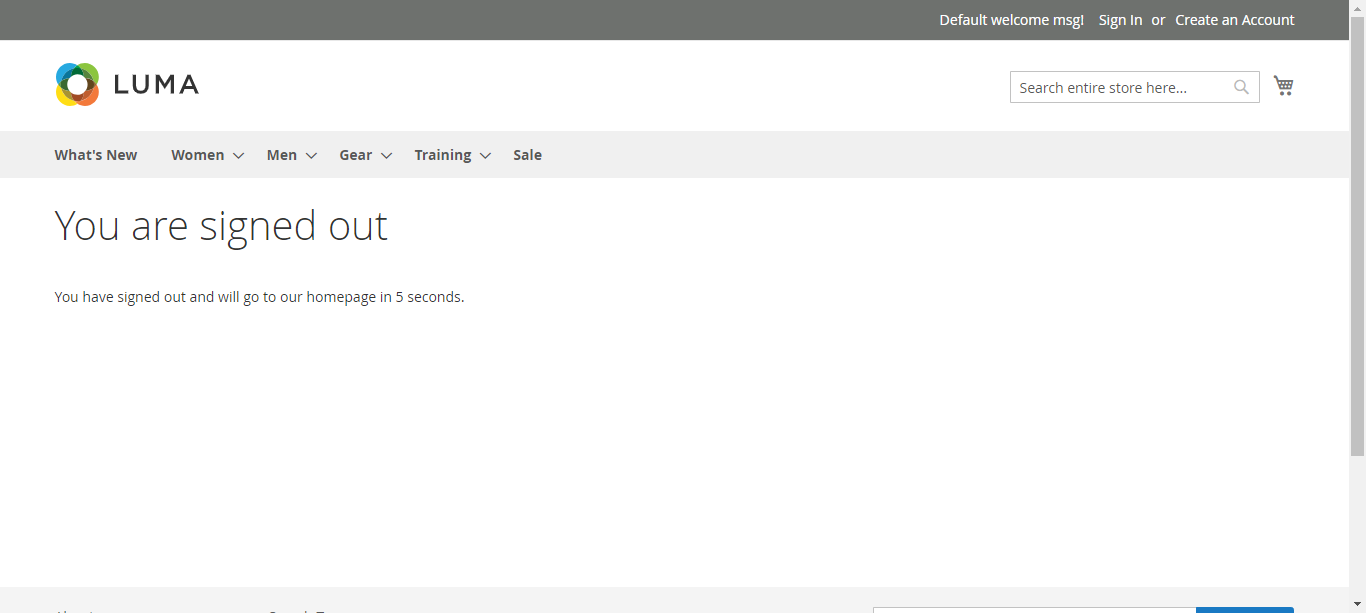 Default welcome msg! Sign In or Create an Account
LUMA
Search entire store here...
What's New Women Men Gear Training Sale
You are signed out
You have signed out and will go to our homepage in 5 seconds.